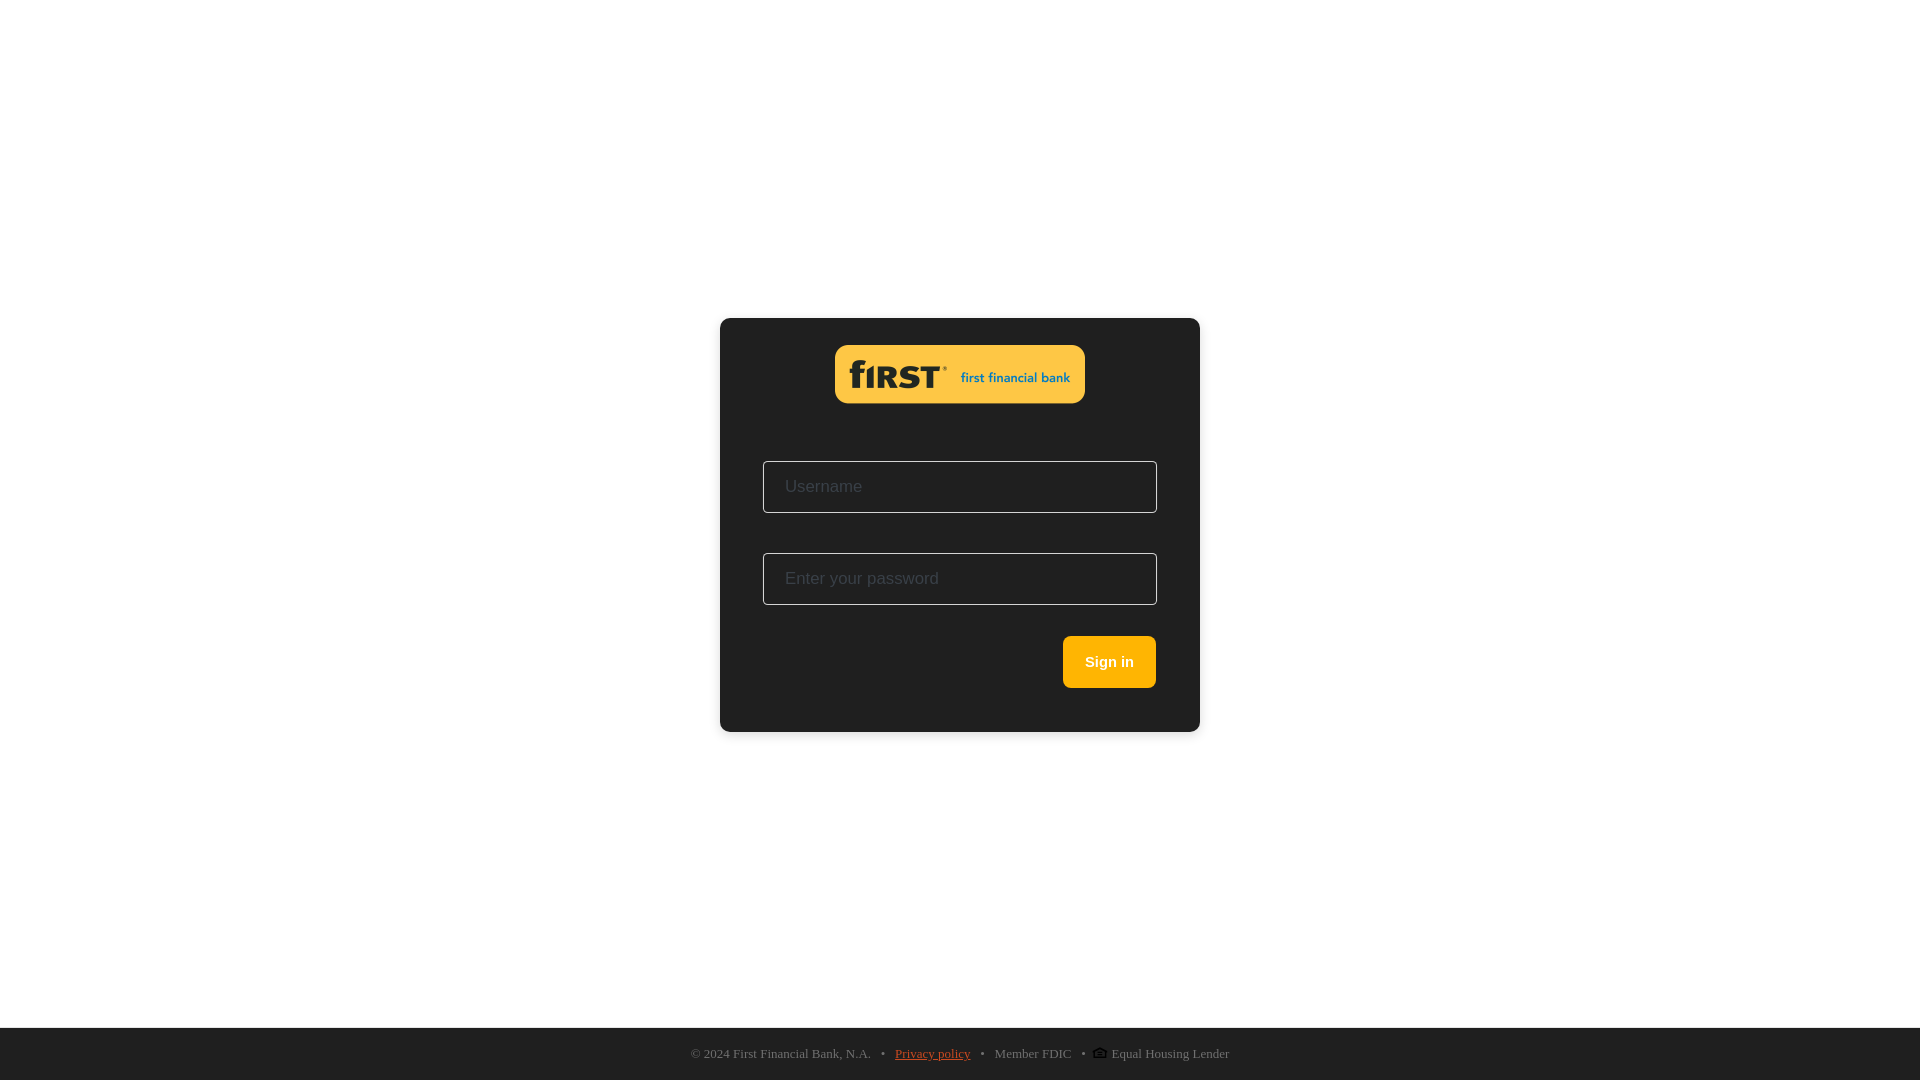 fiRST® first financial bank
Username
Enter your password
Sign in
© 2024 First Financial Bank, N.A. • Privacy policy • Member FDIC • Equal Housing Lender